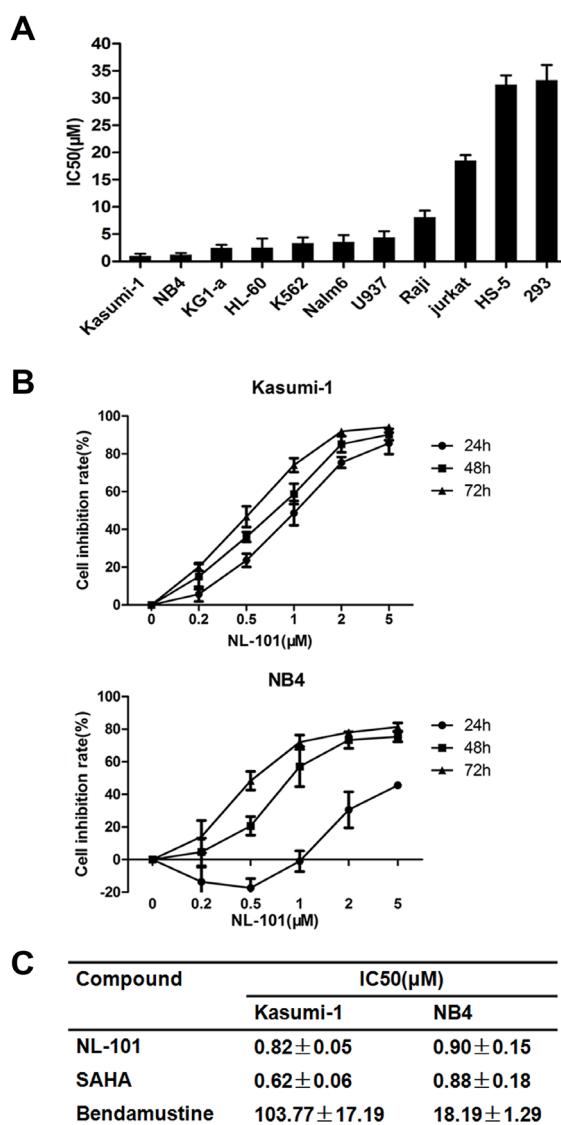 A
IC50(μM)
40
35
30
25
20
15
10
5
0
Kasumi-1
NB4
KG1-a
HL-60
K562
Nalm6
U937
Raji
jurkat
HS-5
293
B
Kasumi-1
Cell inhibition rate(%)
100
80
60
40
20
0
0 0.2 0.5 1 2 5
NL-101(μM)
24h
48h
72h
NB4
Cell inhibition rate(%)
100
80
60
40
20
0
-20
0 0.2 0.5 1 2 5
NL-101(μM)
24h
48h
72h
C
Compound IC50(μM)
Kasumi-1 NB4
NL-101 0.82±0.05 0.90±0.15
SAHA 0.62±0.06 0.88±0.18
Bendamustine 103.77±17.19 18.19±1.29